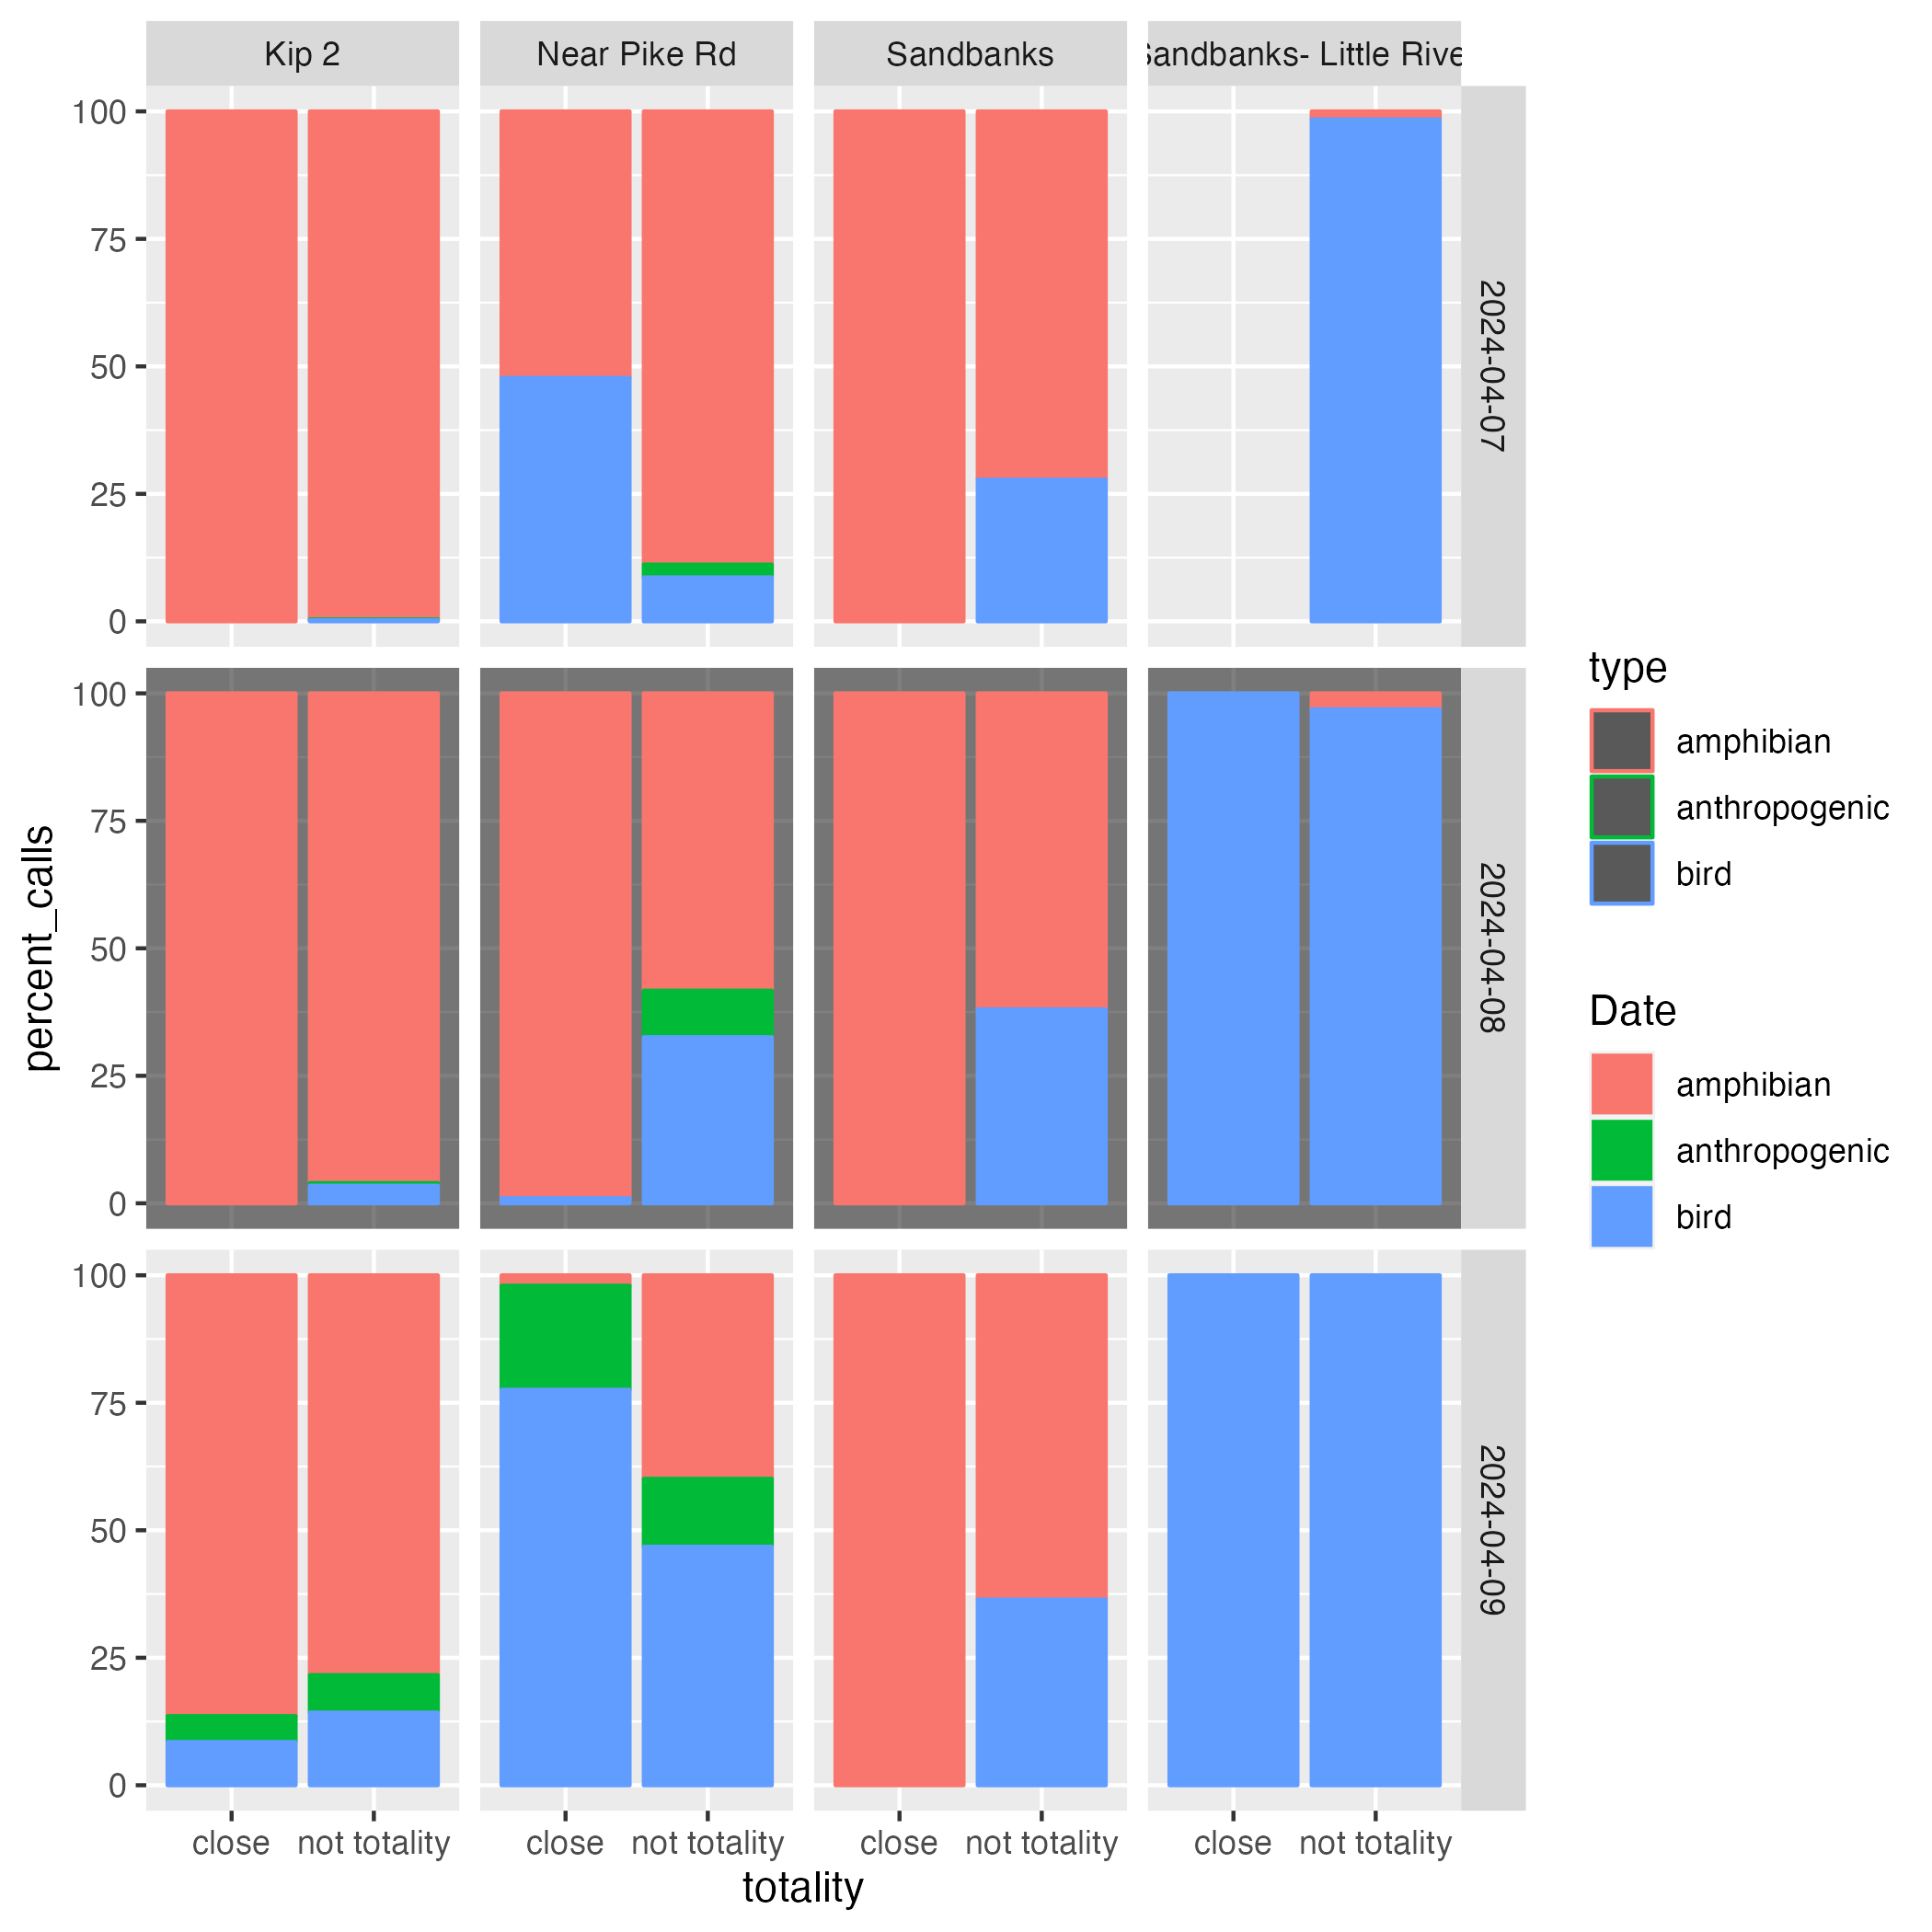 Kip 2 Near Pike Rd Sandbanks Sandbanks- Little Rive
100
75
50
25
0
2024-04-07
100
75
50
25
0
2024-04-08
100
75
50
25
0
2024-04-09
close not totality close not totality close not totality close not totality
totality
percent_calls
type
amphibian
anthropogenic
bird
Date
amphibian
anthropogenic
bird